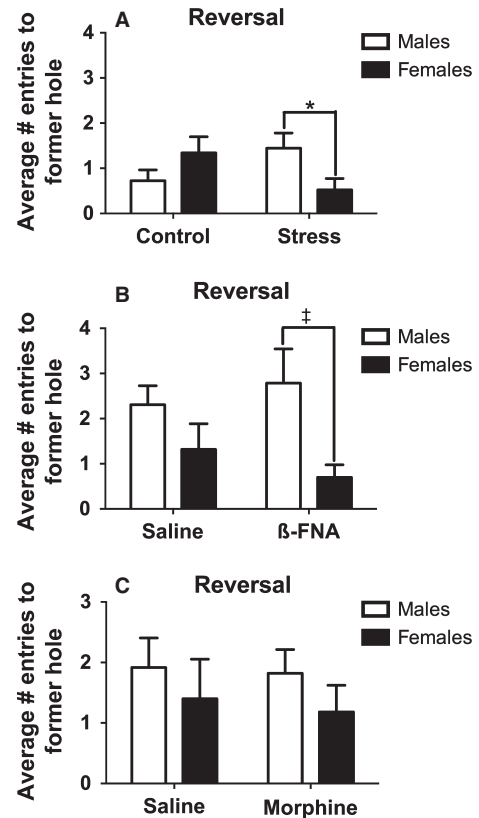 A Reversal
Average # entries to
former hole
4
3
2
1
0
Males
Females
*
Control Stress
B Reversal
Average # entries to
former hole
4
3
2
1
0
Males
Females
‡
Saline ß-FNA
C Reversal
Average # entries to
former hole
3
2
1
0
Males
Females
Saline Morphine